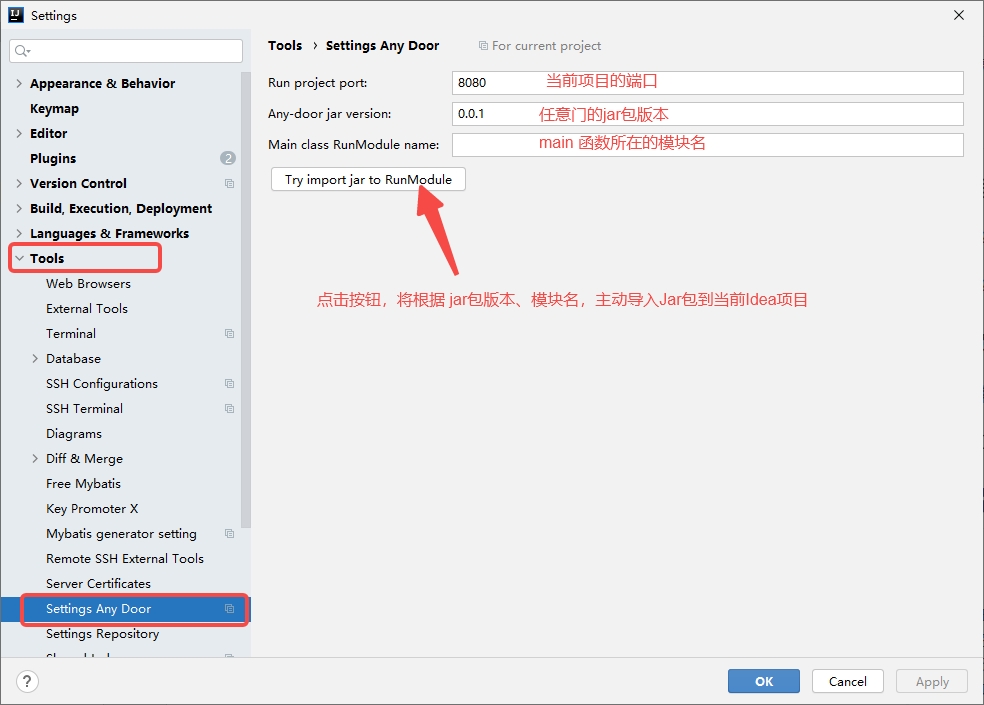 Settings
Tools › Settings Any Door For current project
Appearance & Behavior
Keymap
Editor
Plugins 2
Version Control
Build, Execution, Deployment
Languages & Frameworks
Tools
Web Browsers
External Tools
Terminal
Database
SSH Configurations
SSH Terminal
Diagrams
Diff & Merge
Free Mybatis
Key Promoter X
Mybatis generator setting
Remote SSH External Tools
Server Certificates
Settings Any Door
Settings Repository
Run project port: 8080 当前项目的端口
Any-door jar version: 0.0.1 任意门的jar包版本
Main class RunModule name: main 函数所在的模块名
Try import jar to RunModule
点击按钮，将根据 jar包版本、模块名，主动导入Jar包到当前Idea项目
?
OK Cancel Apply